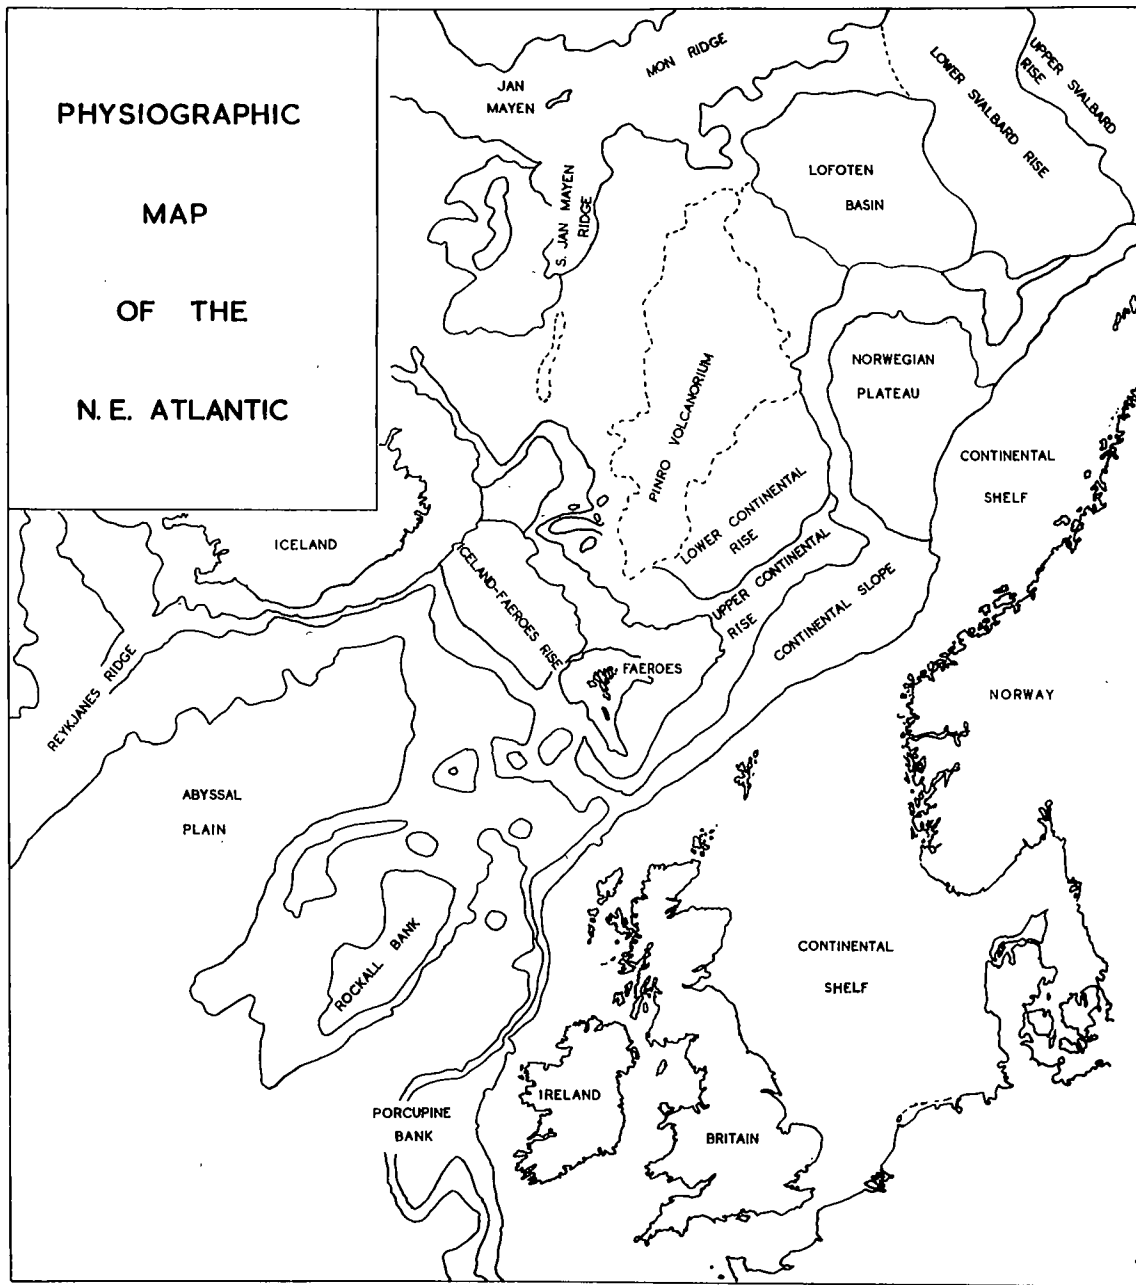 PHYSIOGRAPHIC
MAP
OF THE
N.E. ATLANTIC
JAN
MAYEN
MON RIDGE
LOWER SVALBARD RISE
UPPER SVALBARD
RISE
LOFOTEN
BASIN
S. JAN MAYEN
RIDGE
NORWEGIAN
PLATEAU
PINRO VOLCANORIUM
CONTINENTAL
SHELF
LOWER CONTINENTAL
RISE
UPPER CONTINENTAL
RISE
CONTINENTAL SLOPE
ICELAND
ICELAND-FAEROES RISE
FAEROES
REYKJANES RIDGE
NORWAY
ABYSSAL
PLAIN
ROCKALL BANK
CONTINENTAL
SHELF
PORCUPINE
BANK
IRELAND
BRITAIN